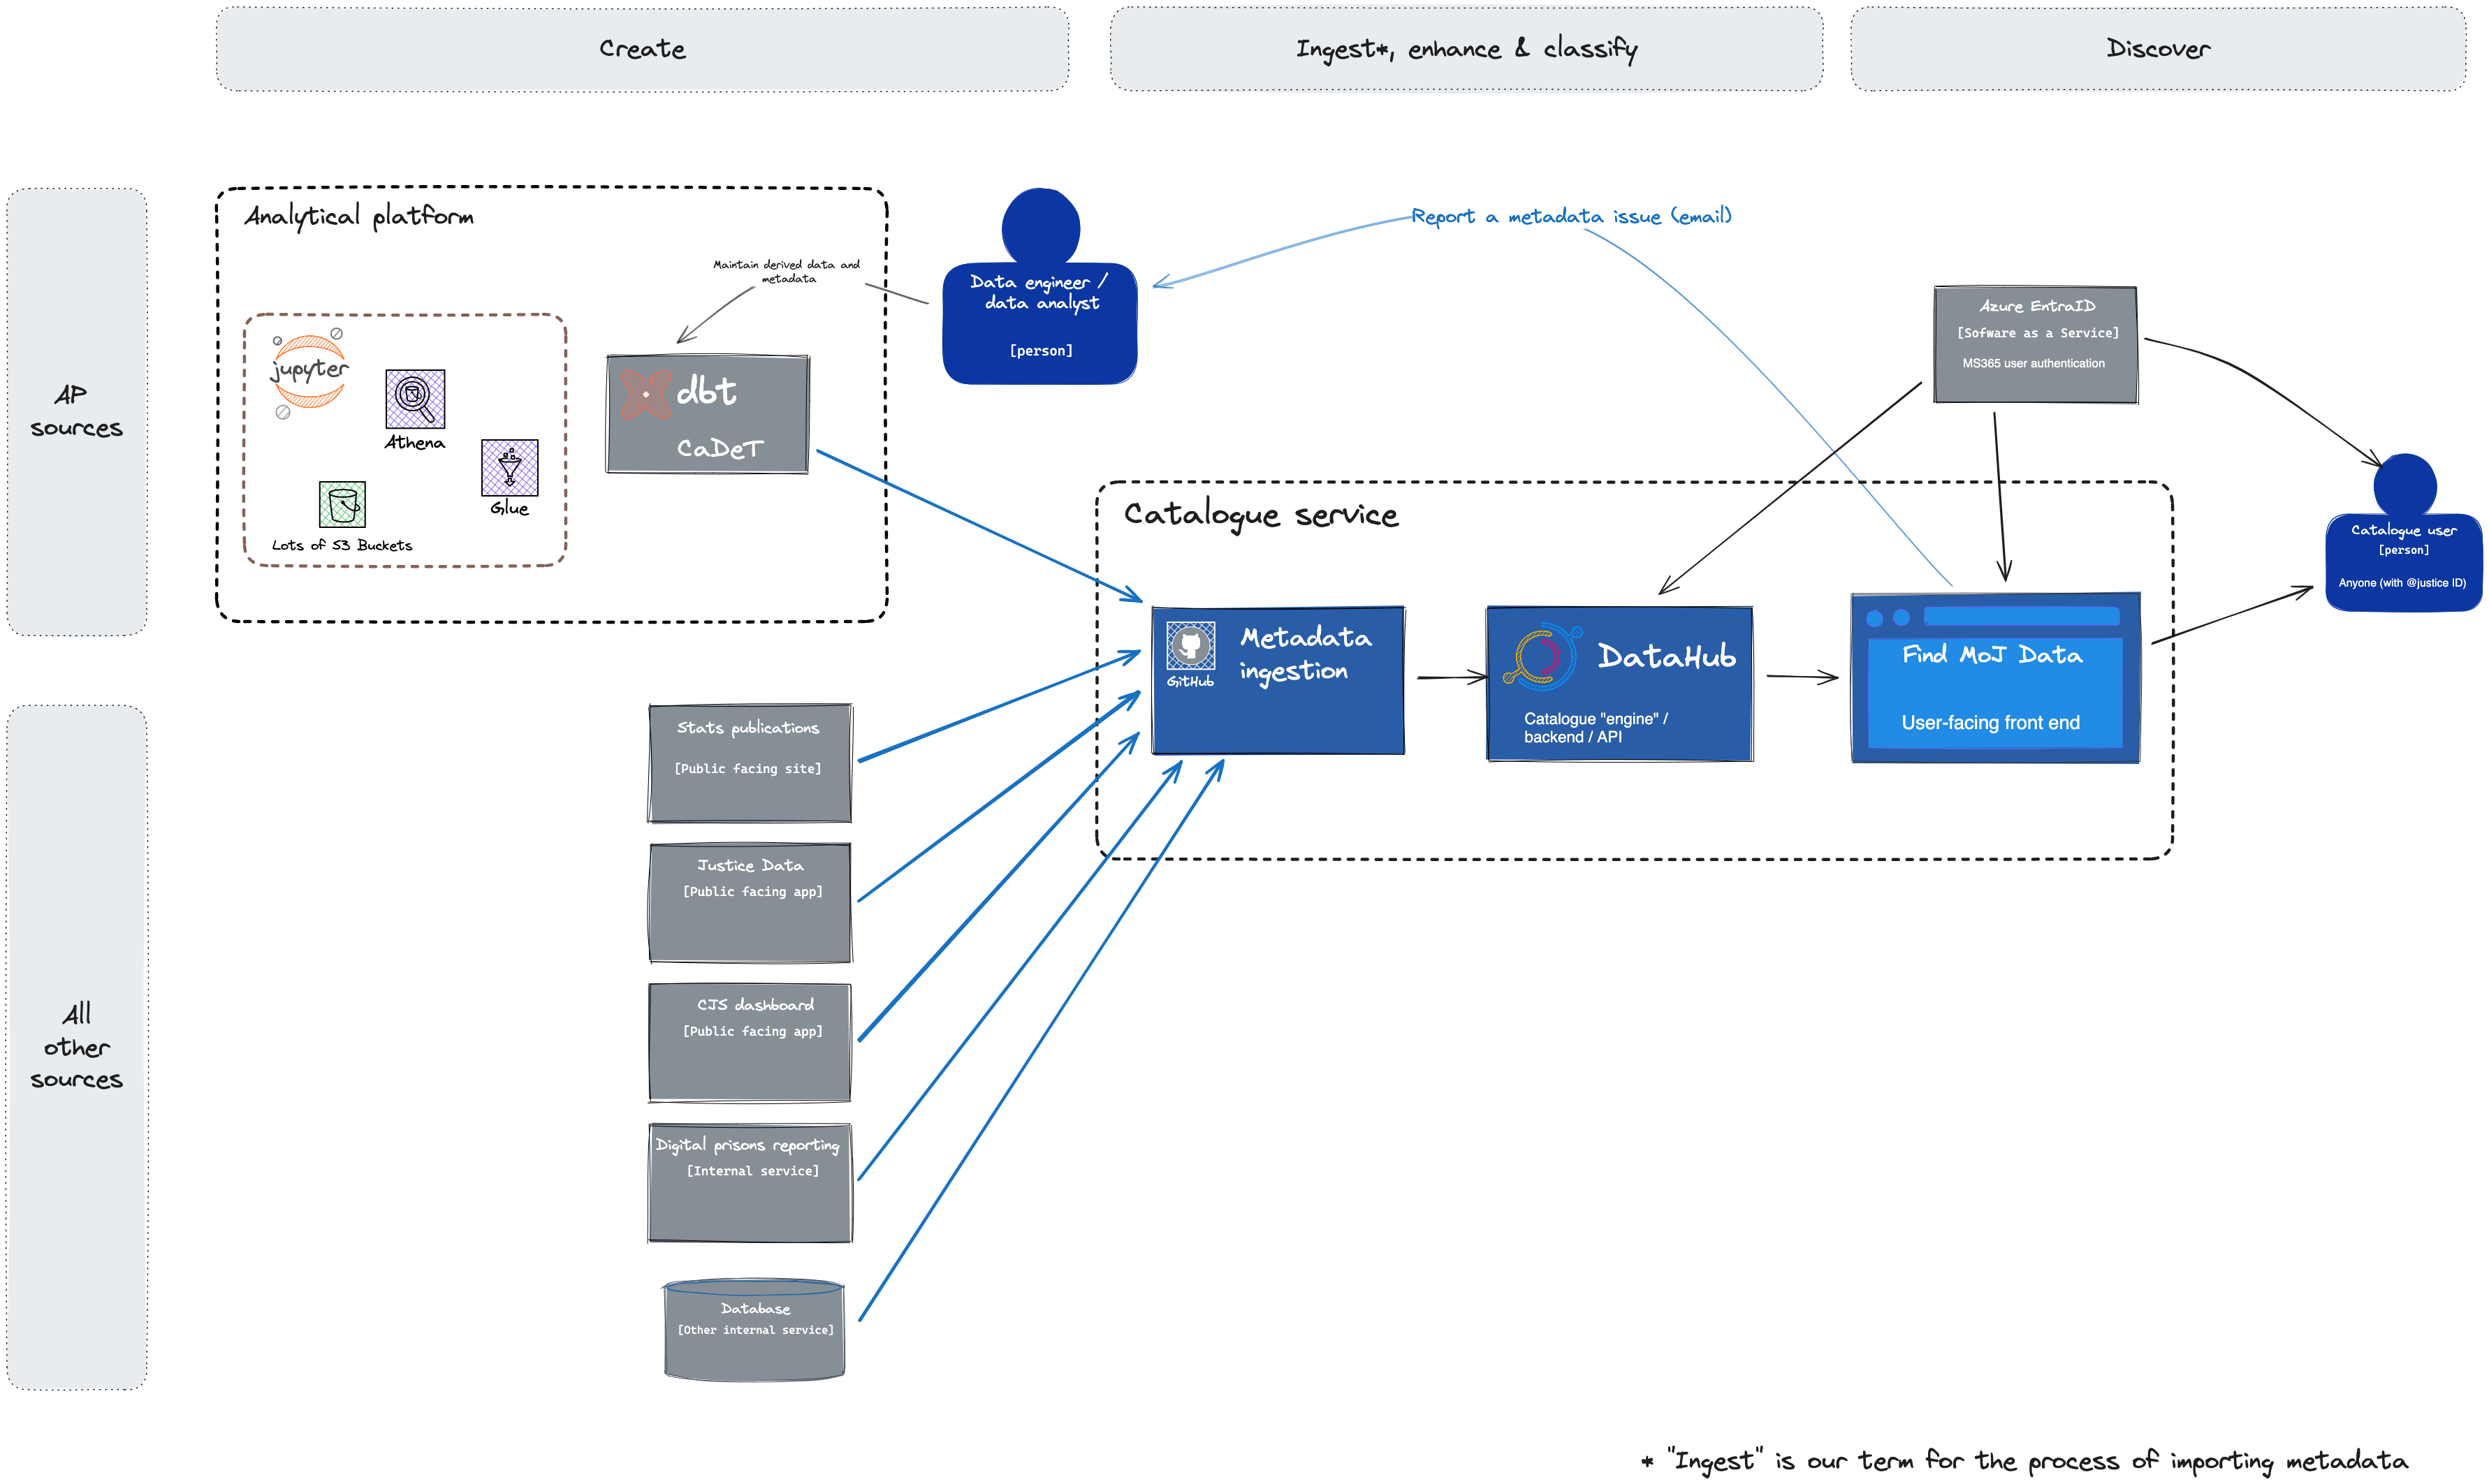 Create
Ingest*, enhance & classify
Discover
AP
sources
Analytical platform
Maintain derived data and
metadata
jupyter
Athena
Glue
Lots of S3 Buckets
dbt
CaDeT
Data engineer /
data analyst
[person]
Report a metadata issue (email)
Azure EntraID
[Sofware as a Service]
MS365 user authentication
Catalogue user
[person]
Anyone (with @justice ID)
Catalogue service
GitHub
Metadata
ingestion
DataHub
Catalogue "engine" /
backend / API
Find MoJ Data
User-facing front end
All
other
sources
Stats publications
[Public facing site]
Justice Data
[Public facing app]
CJS dashboard
[Public facing app]
Digital prisons reporting
[Internal service]
Database
[Other internal service]
* "Ingest" is our term for the process of importing metadata